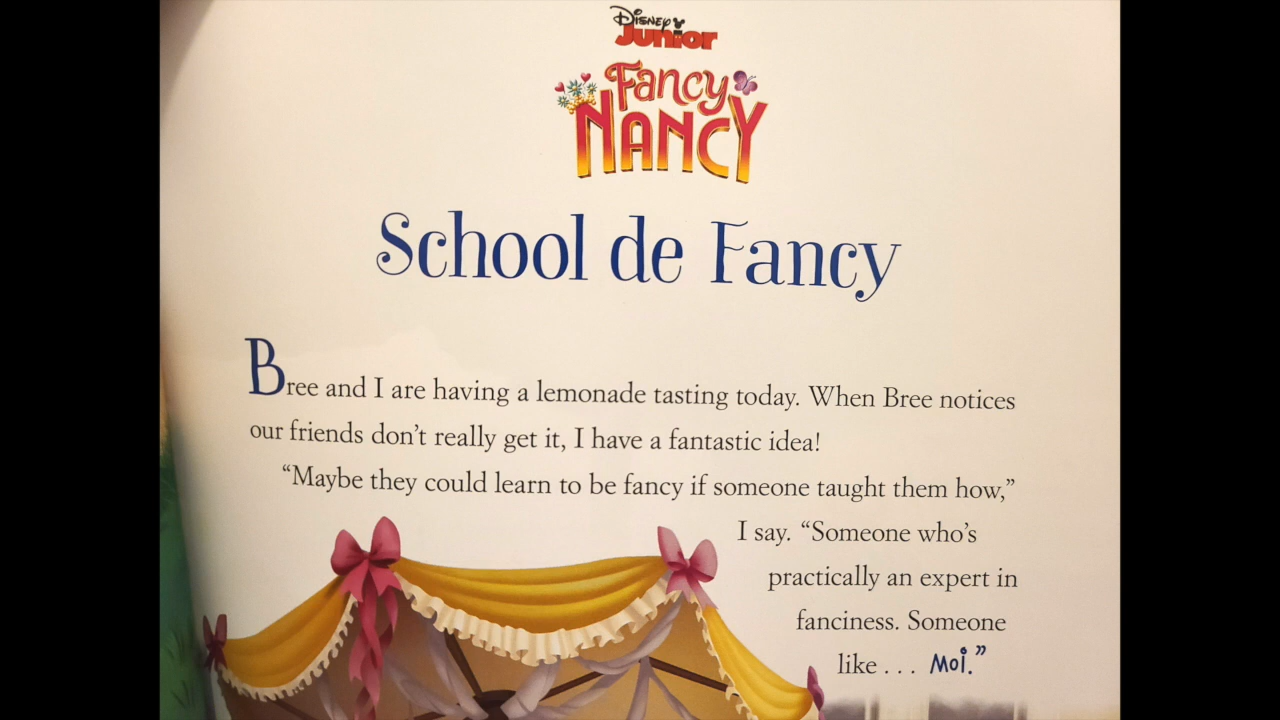 Disney
Junior
Fancy
NANCY
School de Fancy
Bree and I are having a lemonade tasting today. When Bree notices
our friends don’t really get it, I have a fantastic idea!
“Maybe they could learn to be fancy if someone taught them how,”
I say. “Someone who’s
practically an expert in
fanciness. Someone
like . . . Moi.”